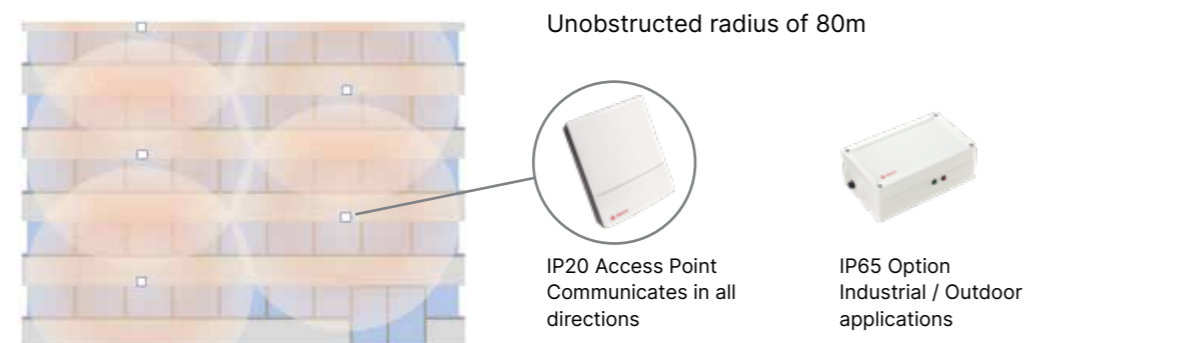 Unobstructed radius of 80m
IP20 Access Point
Communicates in all
directions
IP65 Option
Industrial / Outdoor
applications